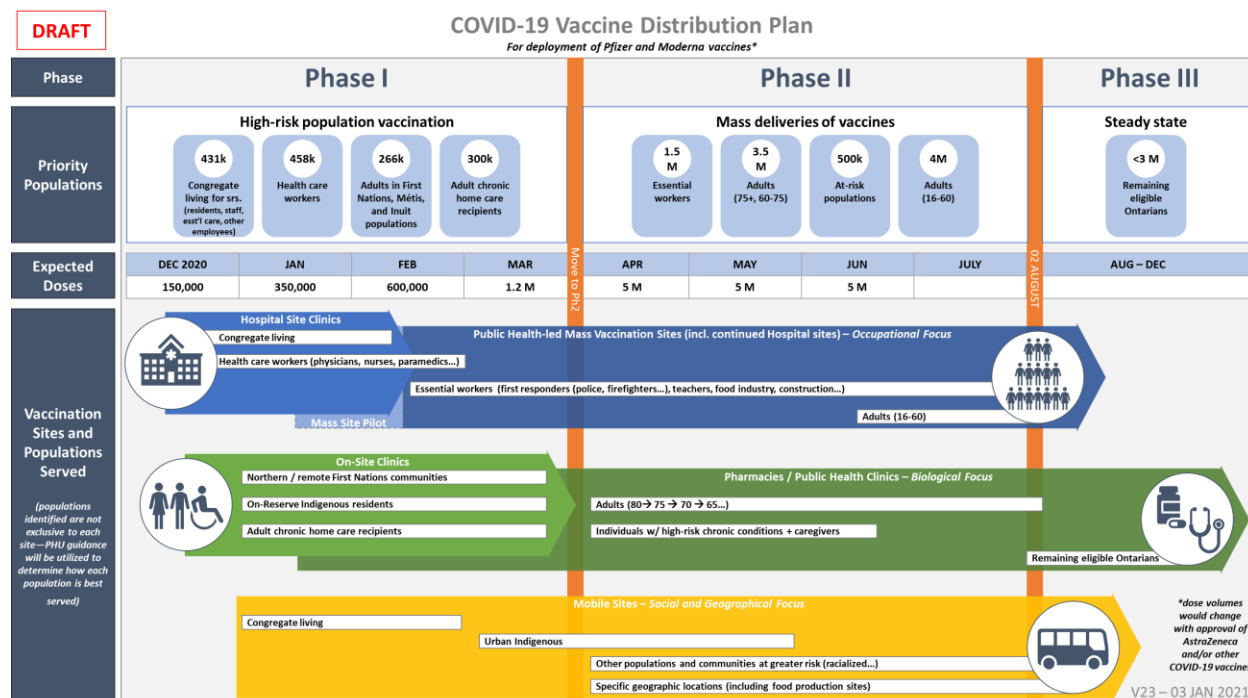 DRAFT
COVID-19 Vaccine Distribution Plan
For deployment of Pfizer and Moderna vaccines*
Phase
Phase I
Phase II
Phase III
Priority
Populations
High-risk population vaccination
431k
Congregate
living for srs.
(residents, staff,
esst'l care, other
employees)
458k
Health care
workers
266k
Adults in First
Nations, Métis,
and Inuit
populations
300k
Adult chronic
home care
recipients
Mass deliveries of vaccines
1.5
M
Essential
workers
3.5
M
Adults
(75+, 60-75)
500k
At-risk
populations
4M
Adults
(16-60)
Steady state
<3 M
Remaining
eligible
Ontarians
Move to Ph2
02 AUGUST
Expected
Doses
DEC 2020
JAN
FEB
MAR
APR
MAY
JUN
JULY
AUG – DEC
150,000
350,000
600,000
1.2 M
5 M
5 M
5 M
Vaccination
Sites and
Populations
Served
(populations
identified are not
exclusive to each
site—PHU guidance
will be utilized to
determine how each
population is best
served)
Hospital Site Clinics
Congregate living
Health care workers (physicians, nurses, paramedics...)
Mass Site Pilot
Public Health-led Mass Vaccination Sites (incl. continued Hospital sites) – Occupational Focus
Essential workers (first responders (police, firefighters...), teachers, food industry, construction...)
Adults (16-60)
On-Site Clinics
Northern / remote First Nations communities
On-Reserve Indigenous residents
Adult chronic home care recipients
Pharmacies / Public Health Clinics – Biological Focus
Adults (80→ 75 → 70 → 65...)
Individuals w/ high-risk chronic conditions + caregivers
Remaining eligible Ontarians
Mobile Sites – Social and Geographical Focus
Congregate living
Urban Indigenous
Other populations and communities at greater risk (racialized...)
Specific geographic locations (including food production sites)
*dose volumes
would change
with approval of
AstraZeneca
and/or other
COVID-19 vaccines
V23 – 03 JAN 2021